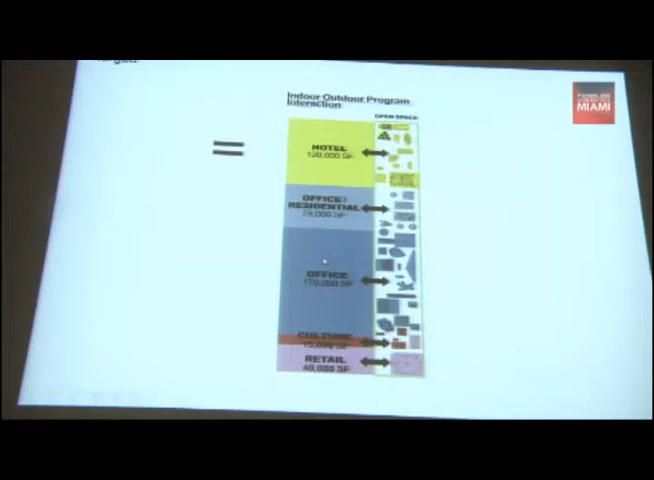 Indoor Outdoor Program
Interaction
OPEN SPACE
MIAMI
=
HOTEL
120,000 SF
OFFICE/
RESIDENTIAL
75,000 SF
OFFICE
170,000 SF
CULTURE
15,000 SF
RETAIL
40,000 SF